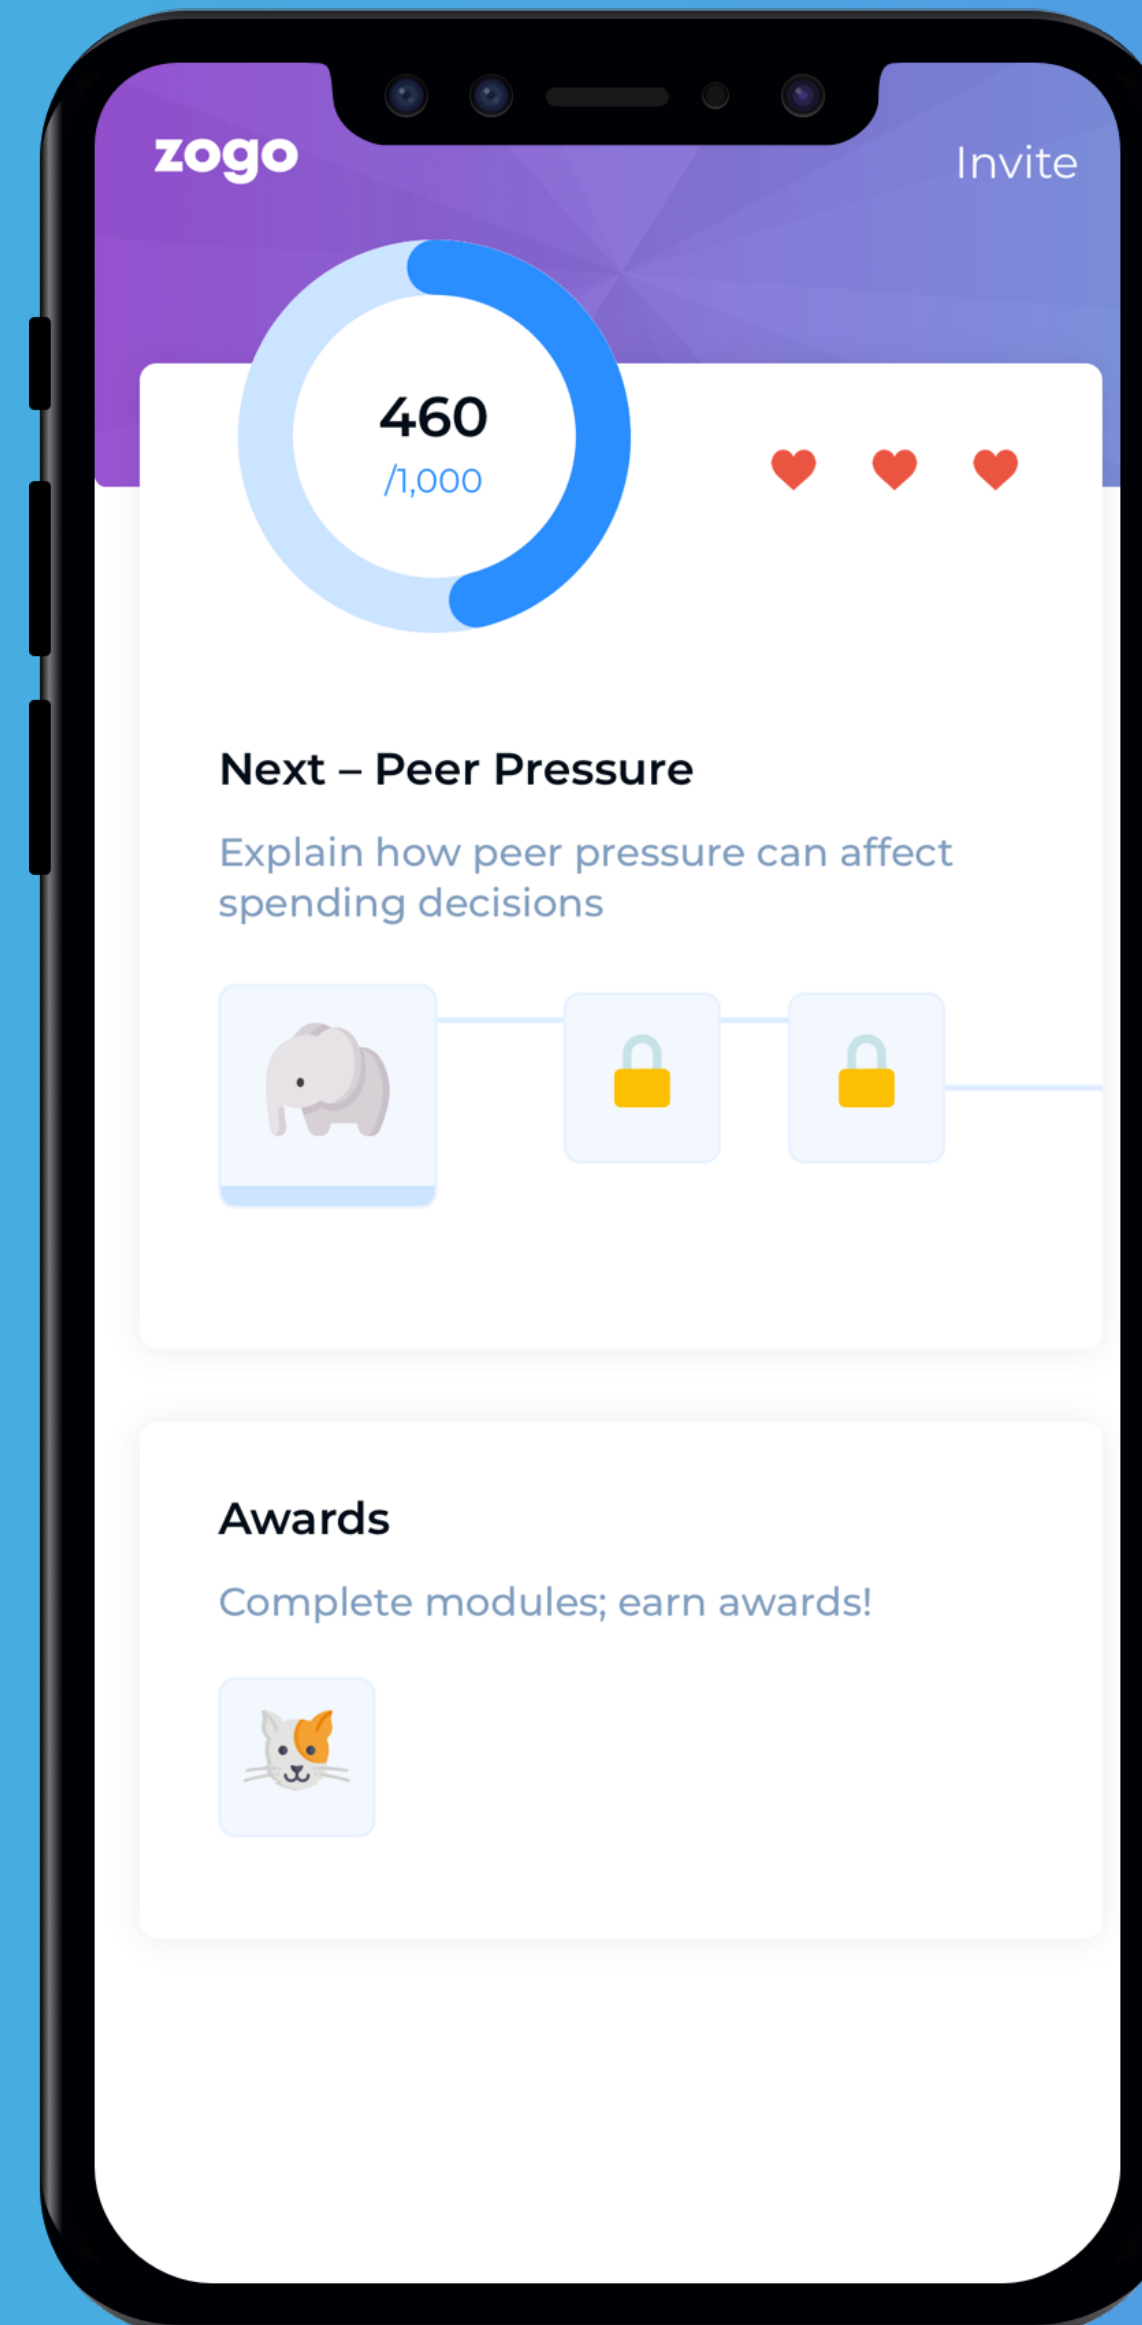 zogo
Invite
460
/1,000
Next – Peer Pressure
Explain how peer pressure can affect
spending decisions
Awards
Complete modules; earn awards!